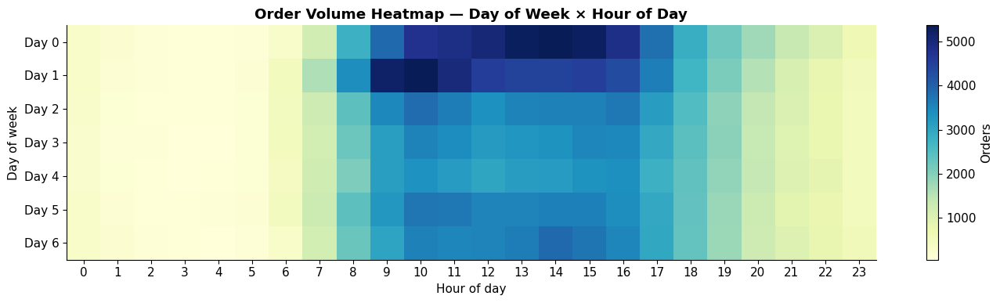 Order Volume Heatmap — Day of Week × Hour of Day
Day 0
Day 1
Day 2
Day 3
Day 4
Day 5
Day 6
Day of week
0 1 2 3 4 5 6 7 8 9 10 11 12 13 14 15 16 17 18 19 20 21 22 23
Hour of day
5000
4000
3000
2000
1000
Orders